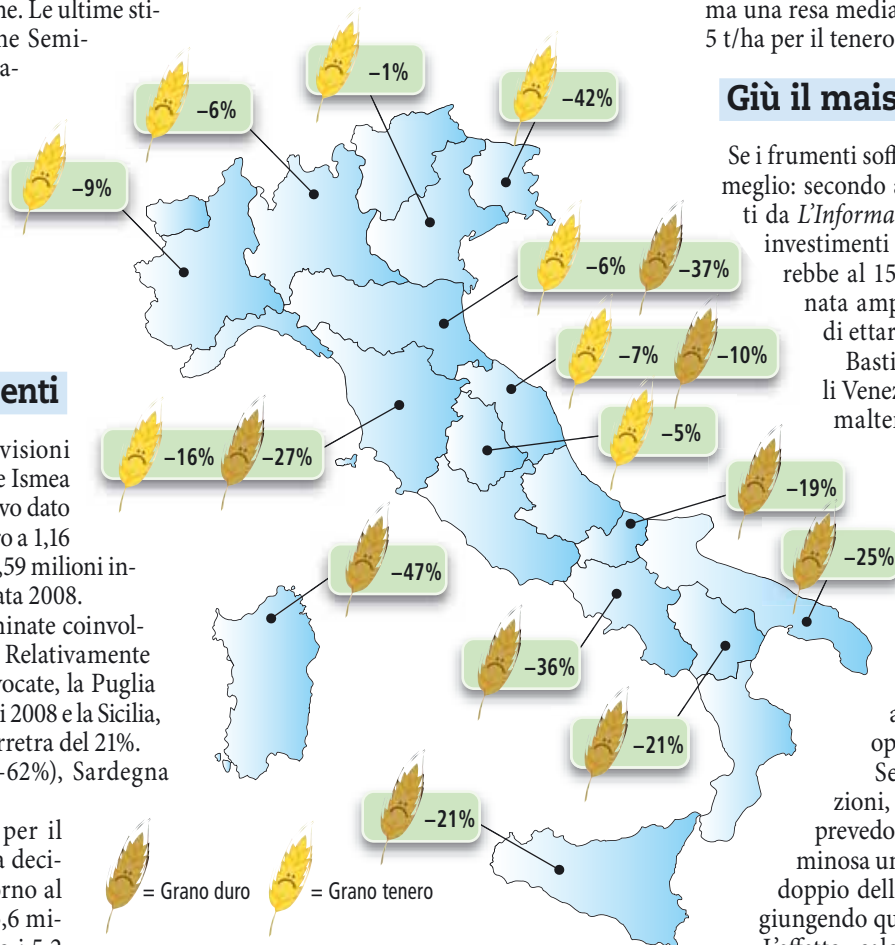 ne. Le ultime sti-
ne Semi-
a-
enti
visioni
e Ismea
vo dato
o a 1,16
,59 milioni in-
ata 2008.
minate coinvol-
Relativamente
vocate, la Puglia
i 2008 e la Sicilia,
rretra del 21%.
-62%), Sardegna
per il
a deci-
orno al
,6 mi-
–9%
–6%
–1%
–42%
–6% –37%
–7% –10%
–5%
–16% –27%
–19%
–25%
–47%
–36%
–21%
–21%
= Grano duro = Grano tenero
ma una resa media
5 t/ha per il tenero
Giù il mais
Se i frumenti soff
meglio: secondo a
ti da L'Informa
investimenti
rebbe al 15
nata amp
di ettar
Basti
li Venez
malter
a
op
Se
zioni,
prevedo
minosa un
doppio dell
giungendo qu